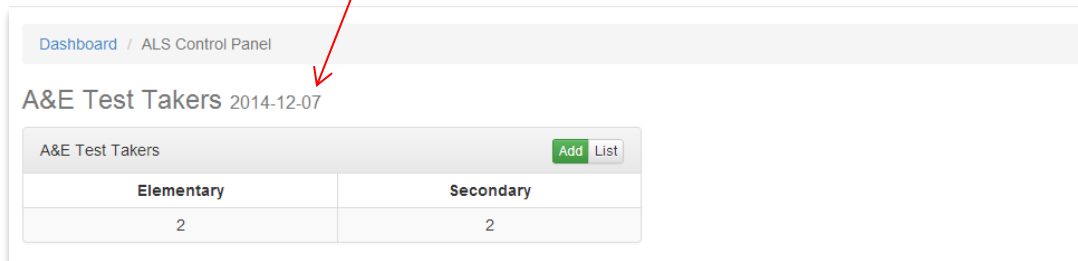 Dashboard / ALS Control Panel
A&E Test Takers 2014-12-07
A&E Test Takers Add List
Elementary Secondary
2 2